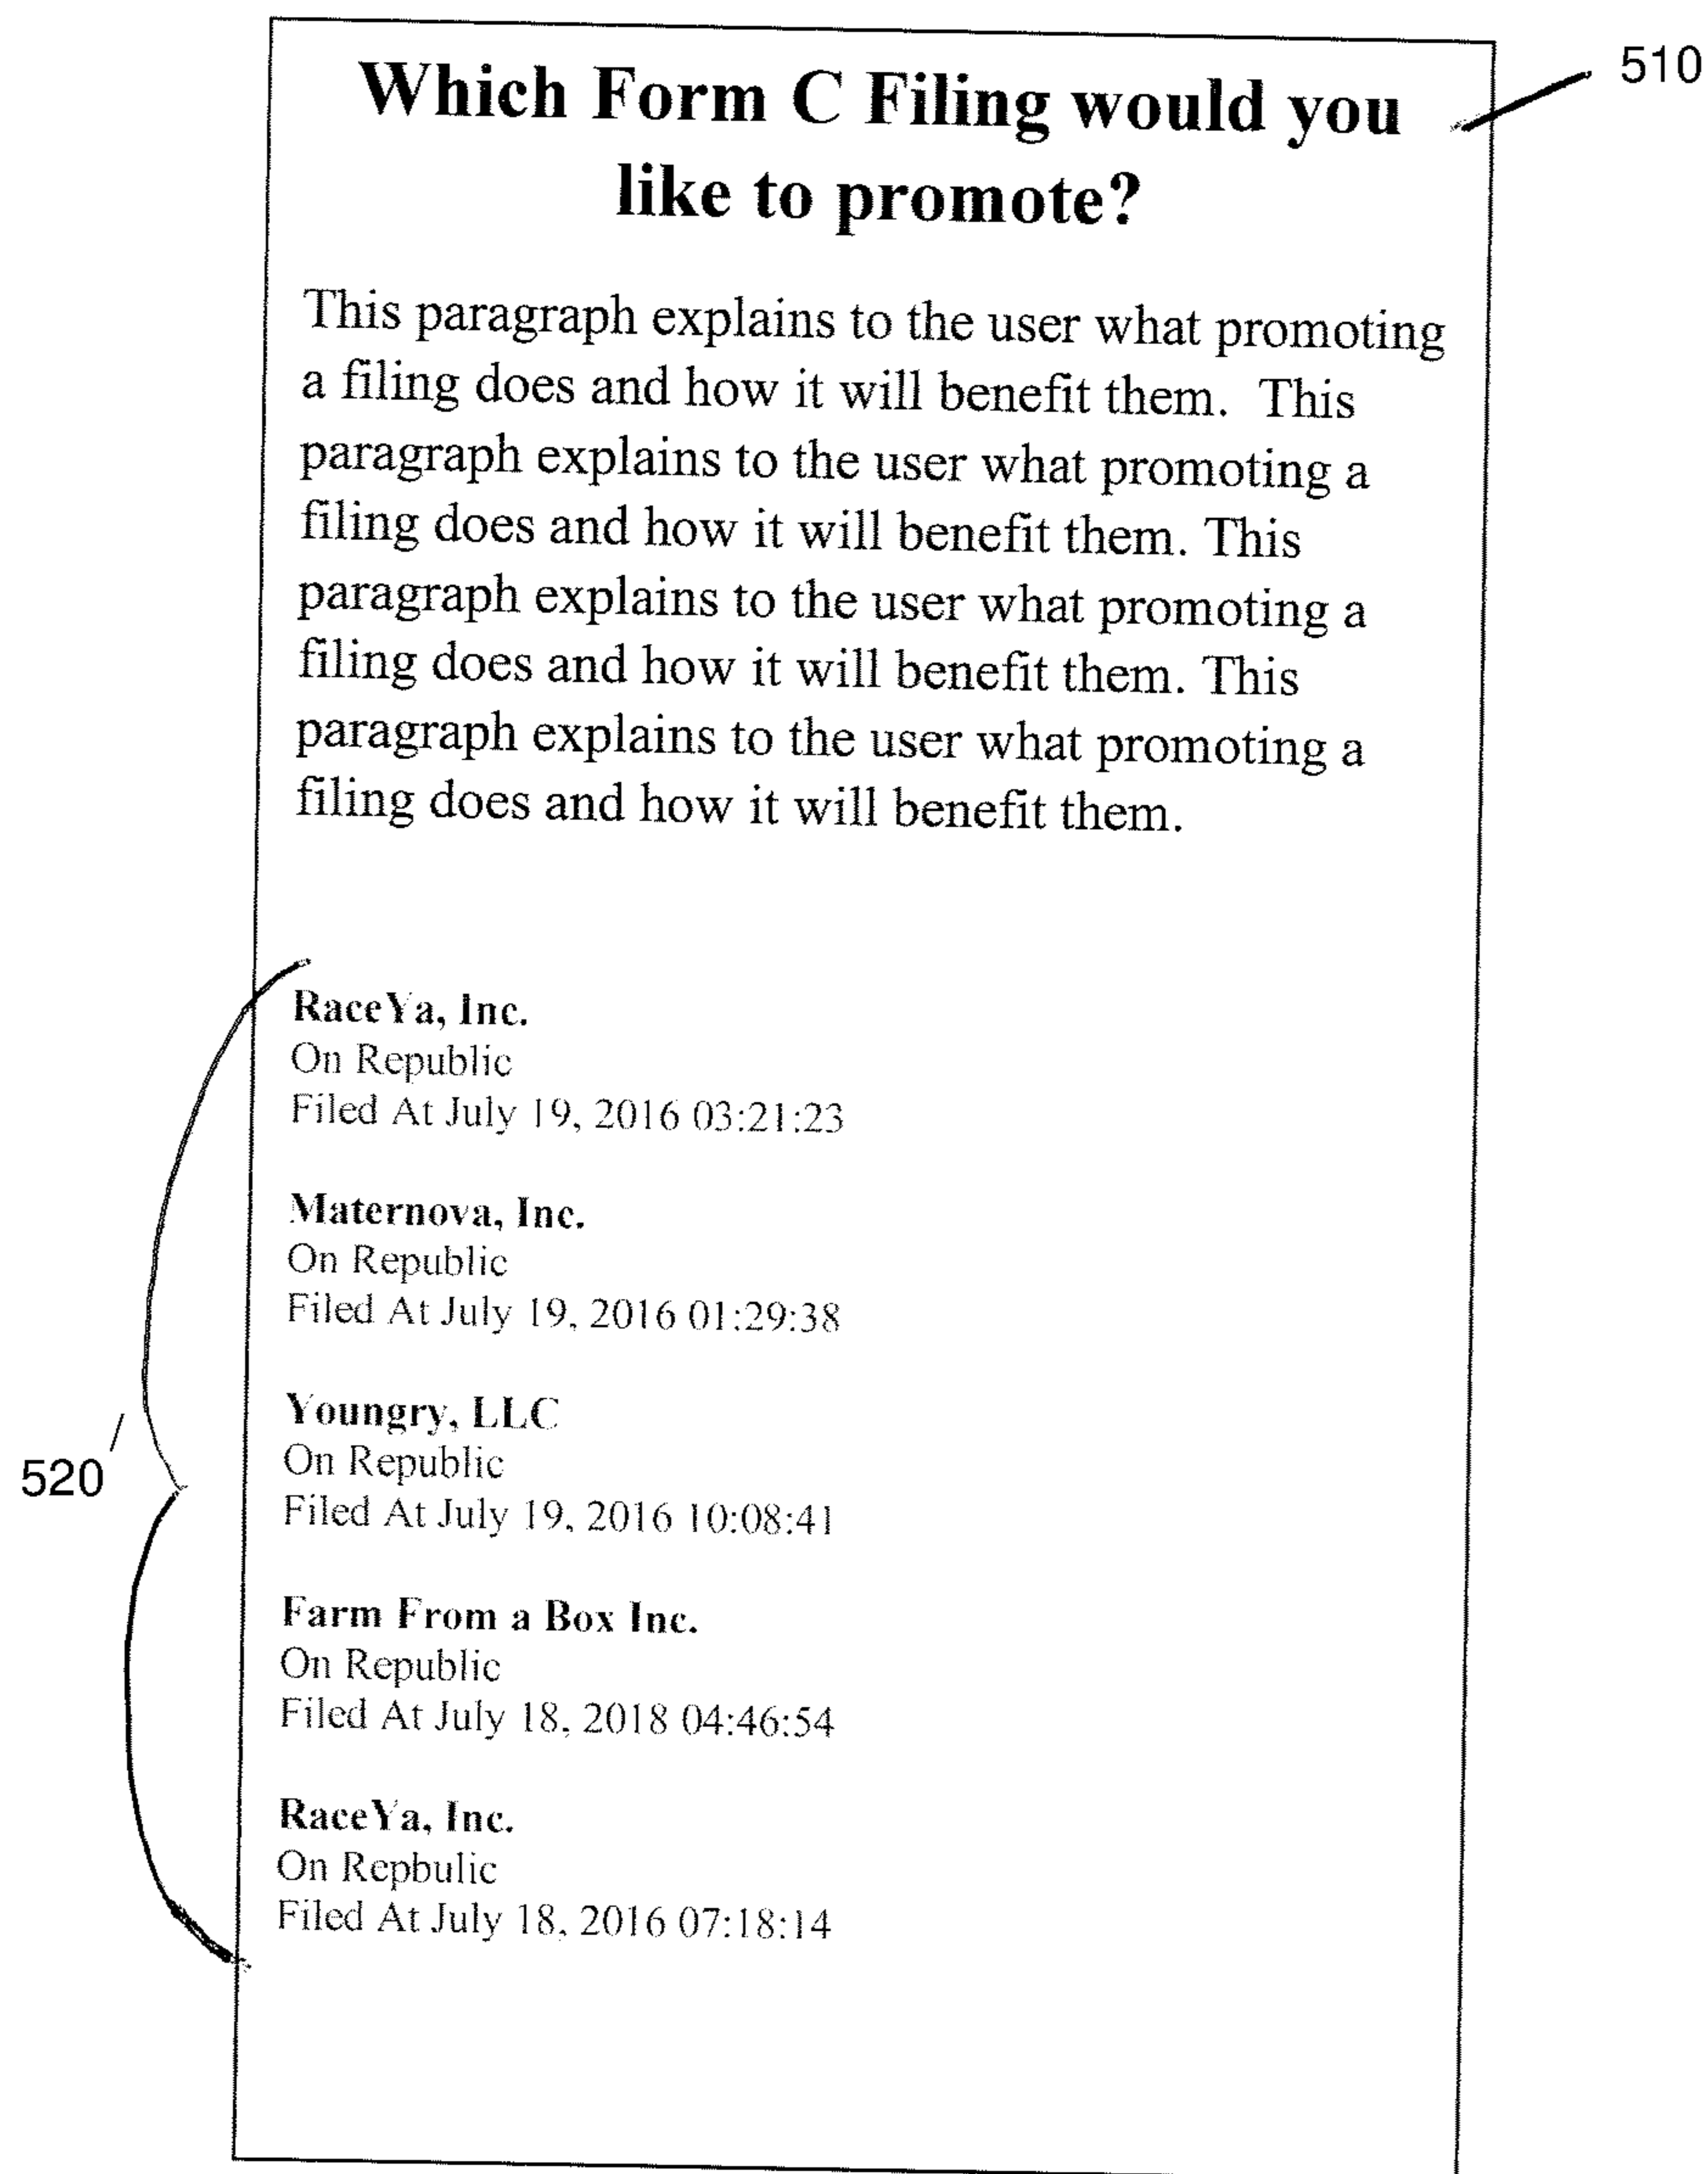 510
Which Form C Filing would you
like to promote?
This paragraph explains to the user what promoting
a filing does and how it will benefit them.  This
paragraph explains to the user what promoting a
filing does and how it will benefit them. This
paragraph explains to the user what promoting a
filing does and how it will benefit them. This
paragraph explains to the user what promoting a
filing does and how it will benefit them.
RaceYa, Inc.
On Republic
Filed At July 19, 2016 03:21:23
Maternova, Inc.
On Republic
Filed At July 19, 2016 01:29:38
Youngry, LLC
On Republic
Filed At July 19, 2016 10:08:41
520
Farm From a Box Inc.
On Republic
Filed At July 18, 2018 04:46:54
RaceYa, Inc.
On Repbulic
Filed At July 18, 2016 07:18:14